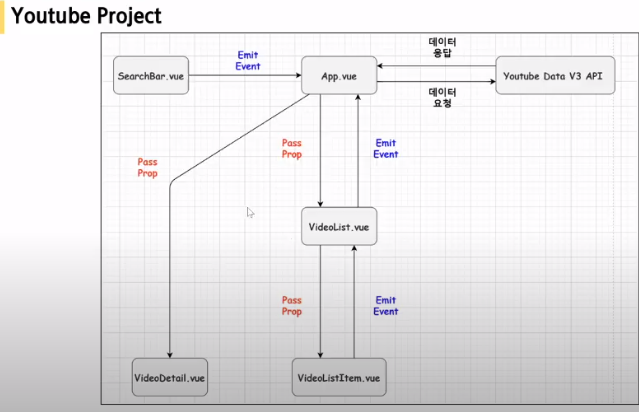 Youtube Project
SearchBar.vue
Emit
Event
App.vue
데이터
응답
데이터
요청
Youtube Data V3 API
Pass
Prop
Pass
Prop
Emit
Event
VideoList.vue
Pass
Prop
Emit
Event
VideoDetail.vue
VideoListItem.vue